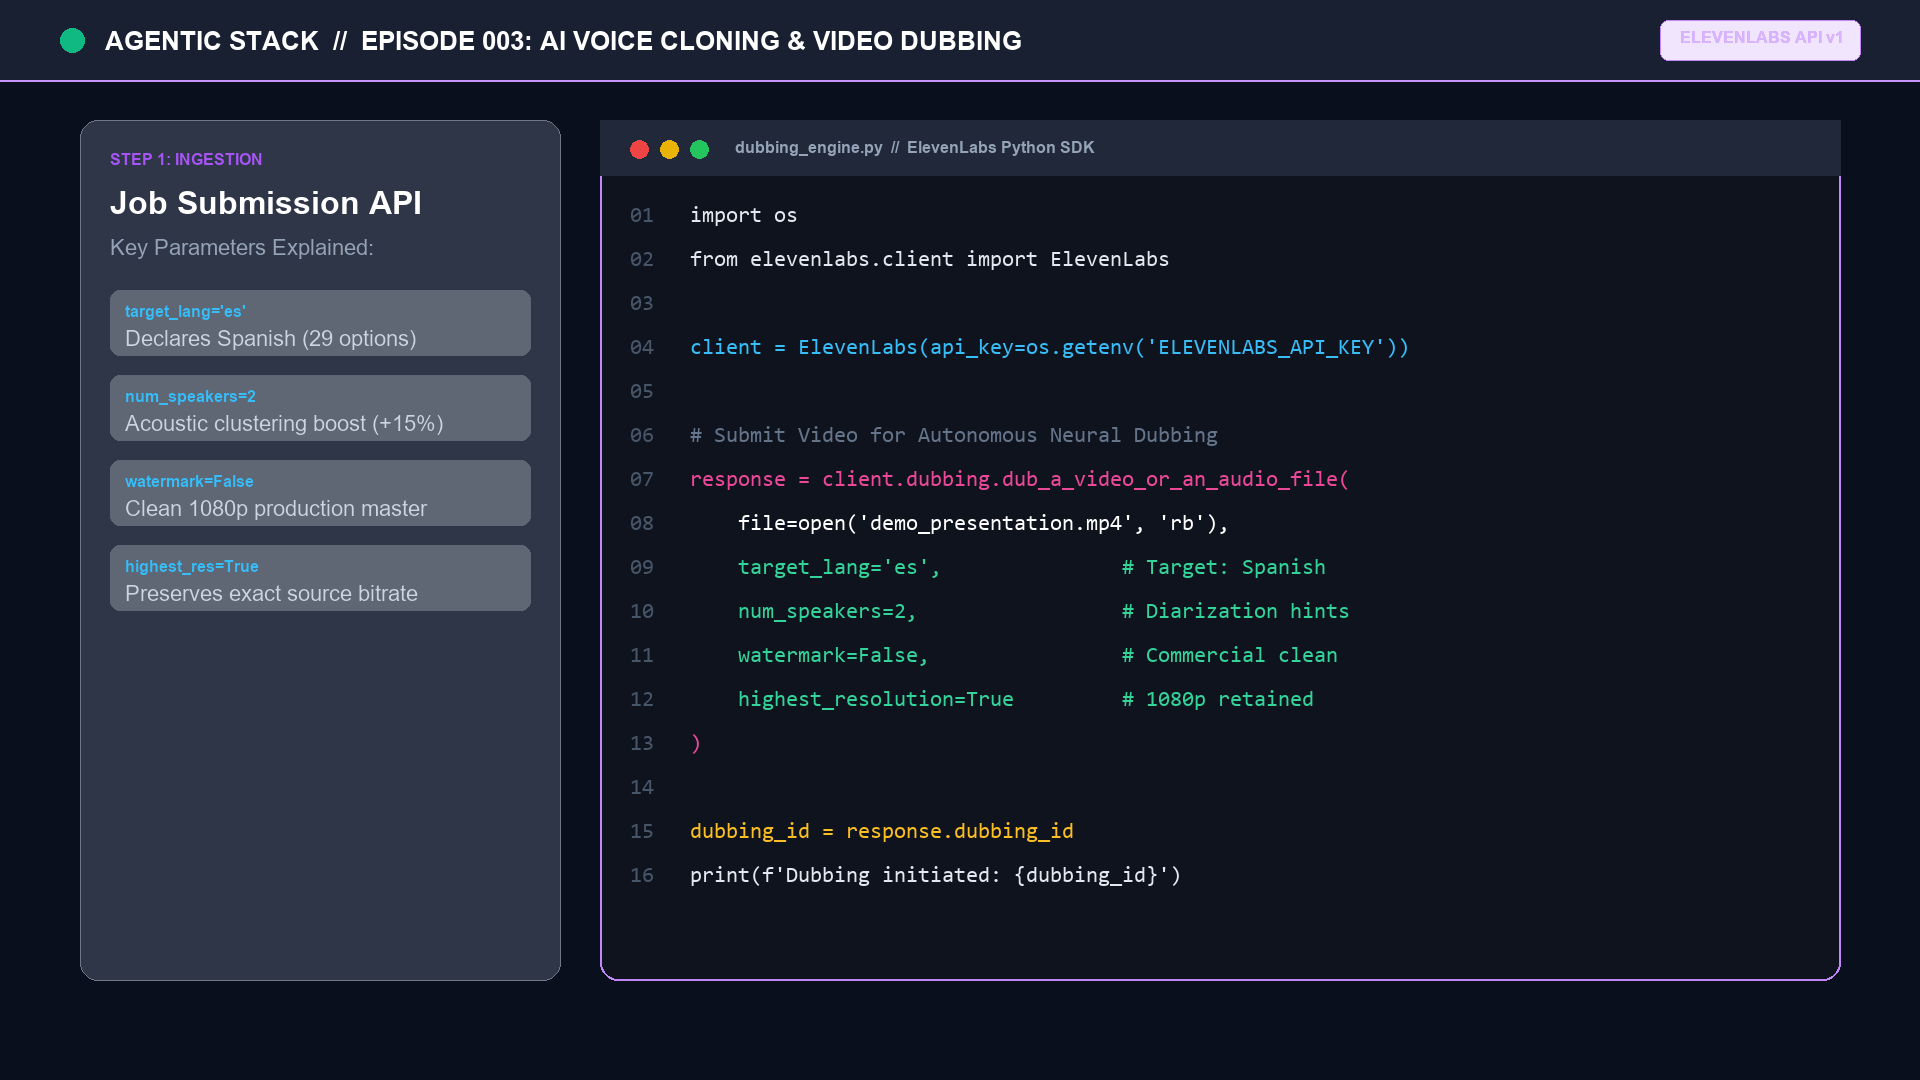 AGENTIC STACK // EPISODE 003: AI VOICE CLONING & VIDEO DUBBING
ELEVENLABS API v1
STEP 1: INGESTION
Job Submission API
Key Parameters Explained:
target_lang='es'
Declares Spanish (29 options)
num_speakers=2
Acoustic clustering boost (+15%)
watermark=False
Clean 1080p production master
highest_res=True
Preserves exact source bitrate
dubbing_engine.py // ElevenLabs Python SDK
01 import os
02 from elevenlabs.client import ElevenLabs
03
04 client = ElevenLabs(api_key=os.getenv('ELEVENLABS_API_KEY'))
05
06 # Submit Video for Autonomous Neural Dubbing
07 response = client.dubbing.dub_a_video_or_an_audio_file(
08     file=open('demo_presentation.mp4', 'rb'),
09     target_lang='es',               # Target: Spanish
10     num_speakers=2,                 # Diarization hints
11     watermark=False,                # Commercial clean
12     highest_resolution=True         # 1080p retained
13 )
14
15 dubbing_id = response.dubbing_id
16 print(f'Dubbing initiated: {dubbing_id}')